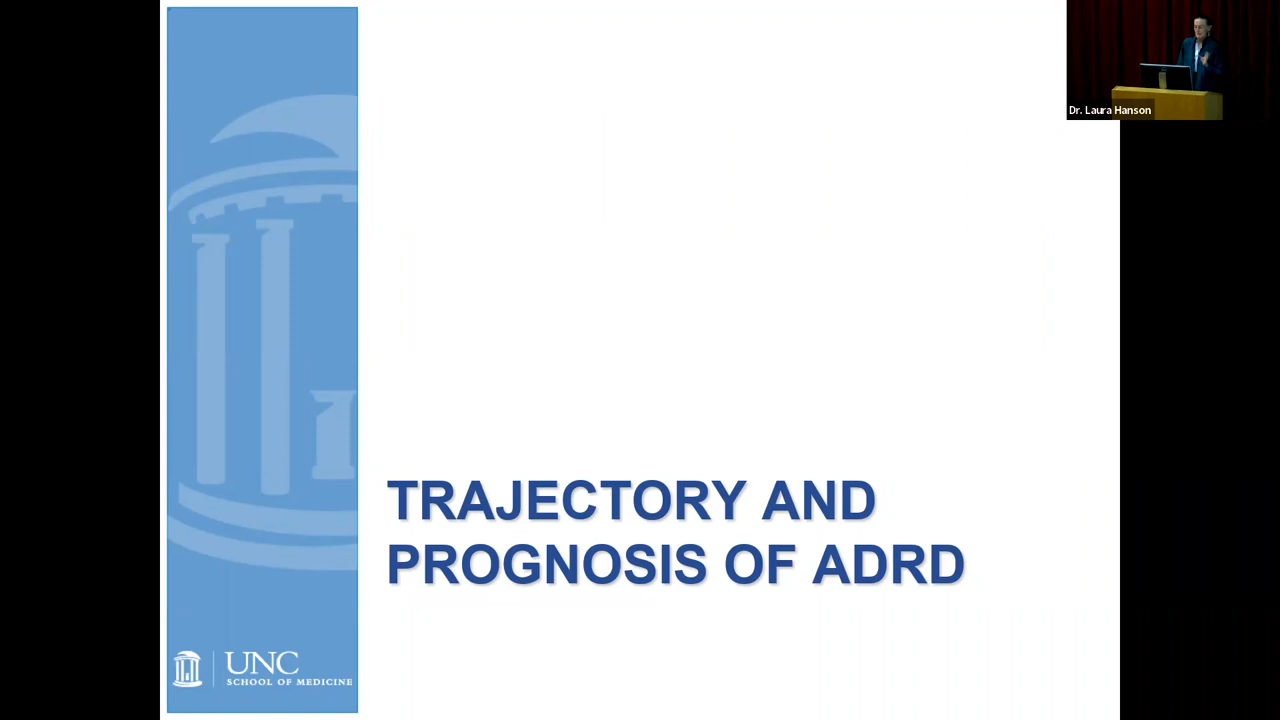 Dr. Laura Hanson
TRAJECTORY AND
PROGNOSIS OF ADRD
UNC
SCHOOL OF MEDICINE